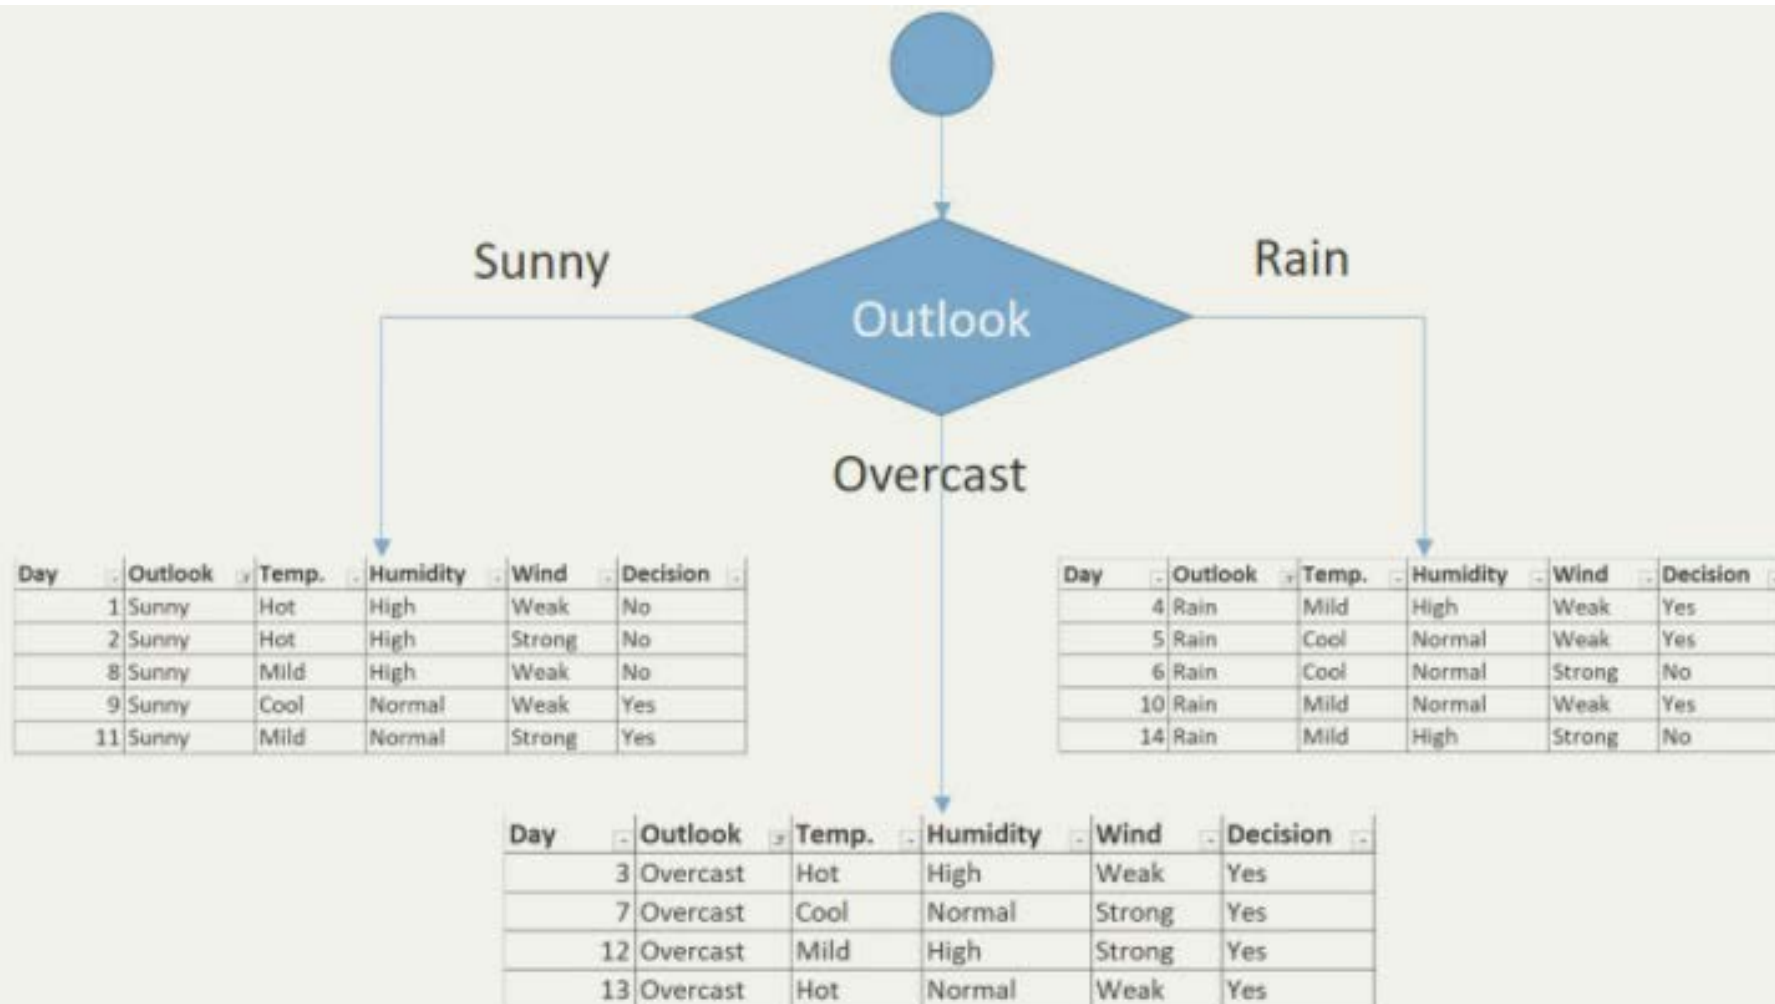 Sunny
Rain
Outlook
Overcast
Day Outlook Temp. Humidity Wind Decision
1 Sunny Hot High Weak No
2 Sunny Hot High Strong No
8 Sunny Mild High Weak No
9 Sunny Cool Normal Weak Yes
11 Sunny Mild Normal Strong Yes
Day Outlook Temp. Humidity Wind Decision
4 Rain Mild High Weak Yes
5 Rain Cool Normal Weak Yes
6 Rain Cool Normal Strong No
10 Rain Mild Normal Weak Yes
14 Rain Mild High Strong No
Day Outlook Temp. Humidity Wind Decision
3 Overcast Hot High Weak Yes
7 Overcast Cool Normal Strong Yes
12 Overcast Mild High Strong Yes
13 Overcast Hot Normal Weak Yes